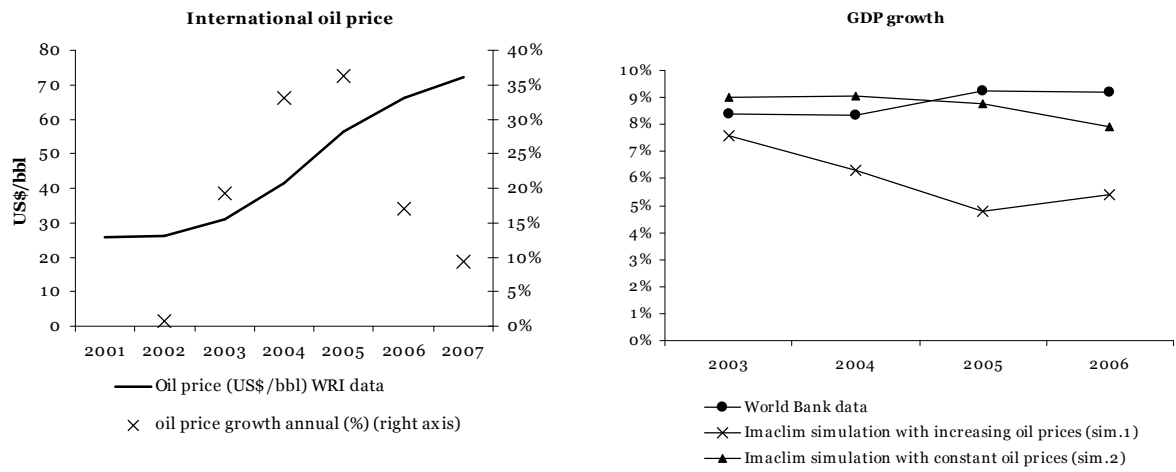 International oil price
80
70
60
50
40
30
20
10
0
US$/bbl
40%
35%
30%
25%
20%
15%
10%
5%
0%
2001 2002 2003 2004 2005 2006 2007
Oil price (US$/bbl) WRI data
oil price growth annual (%) (right axis)
GDP growth
10%
9%
8%
7%
6%
5%
4%
3%
2%
1%
0%
2003 2004 2005 2006
World Bank data
Imaclim simulation with increasing oil prices (sim.1)
Imaclim simulation with constant oil prices (sim.2)